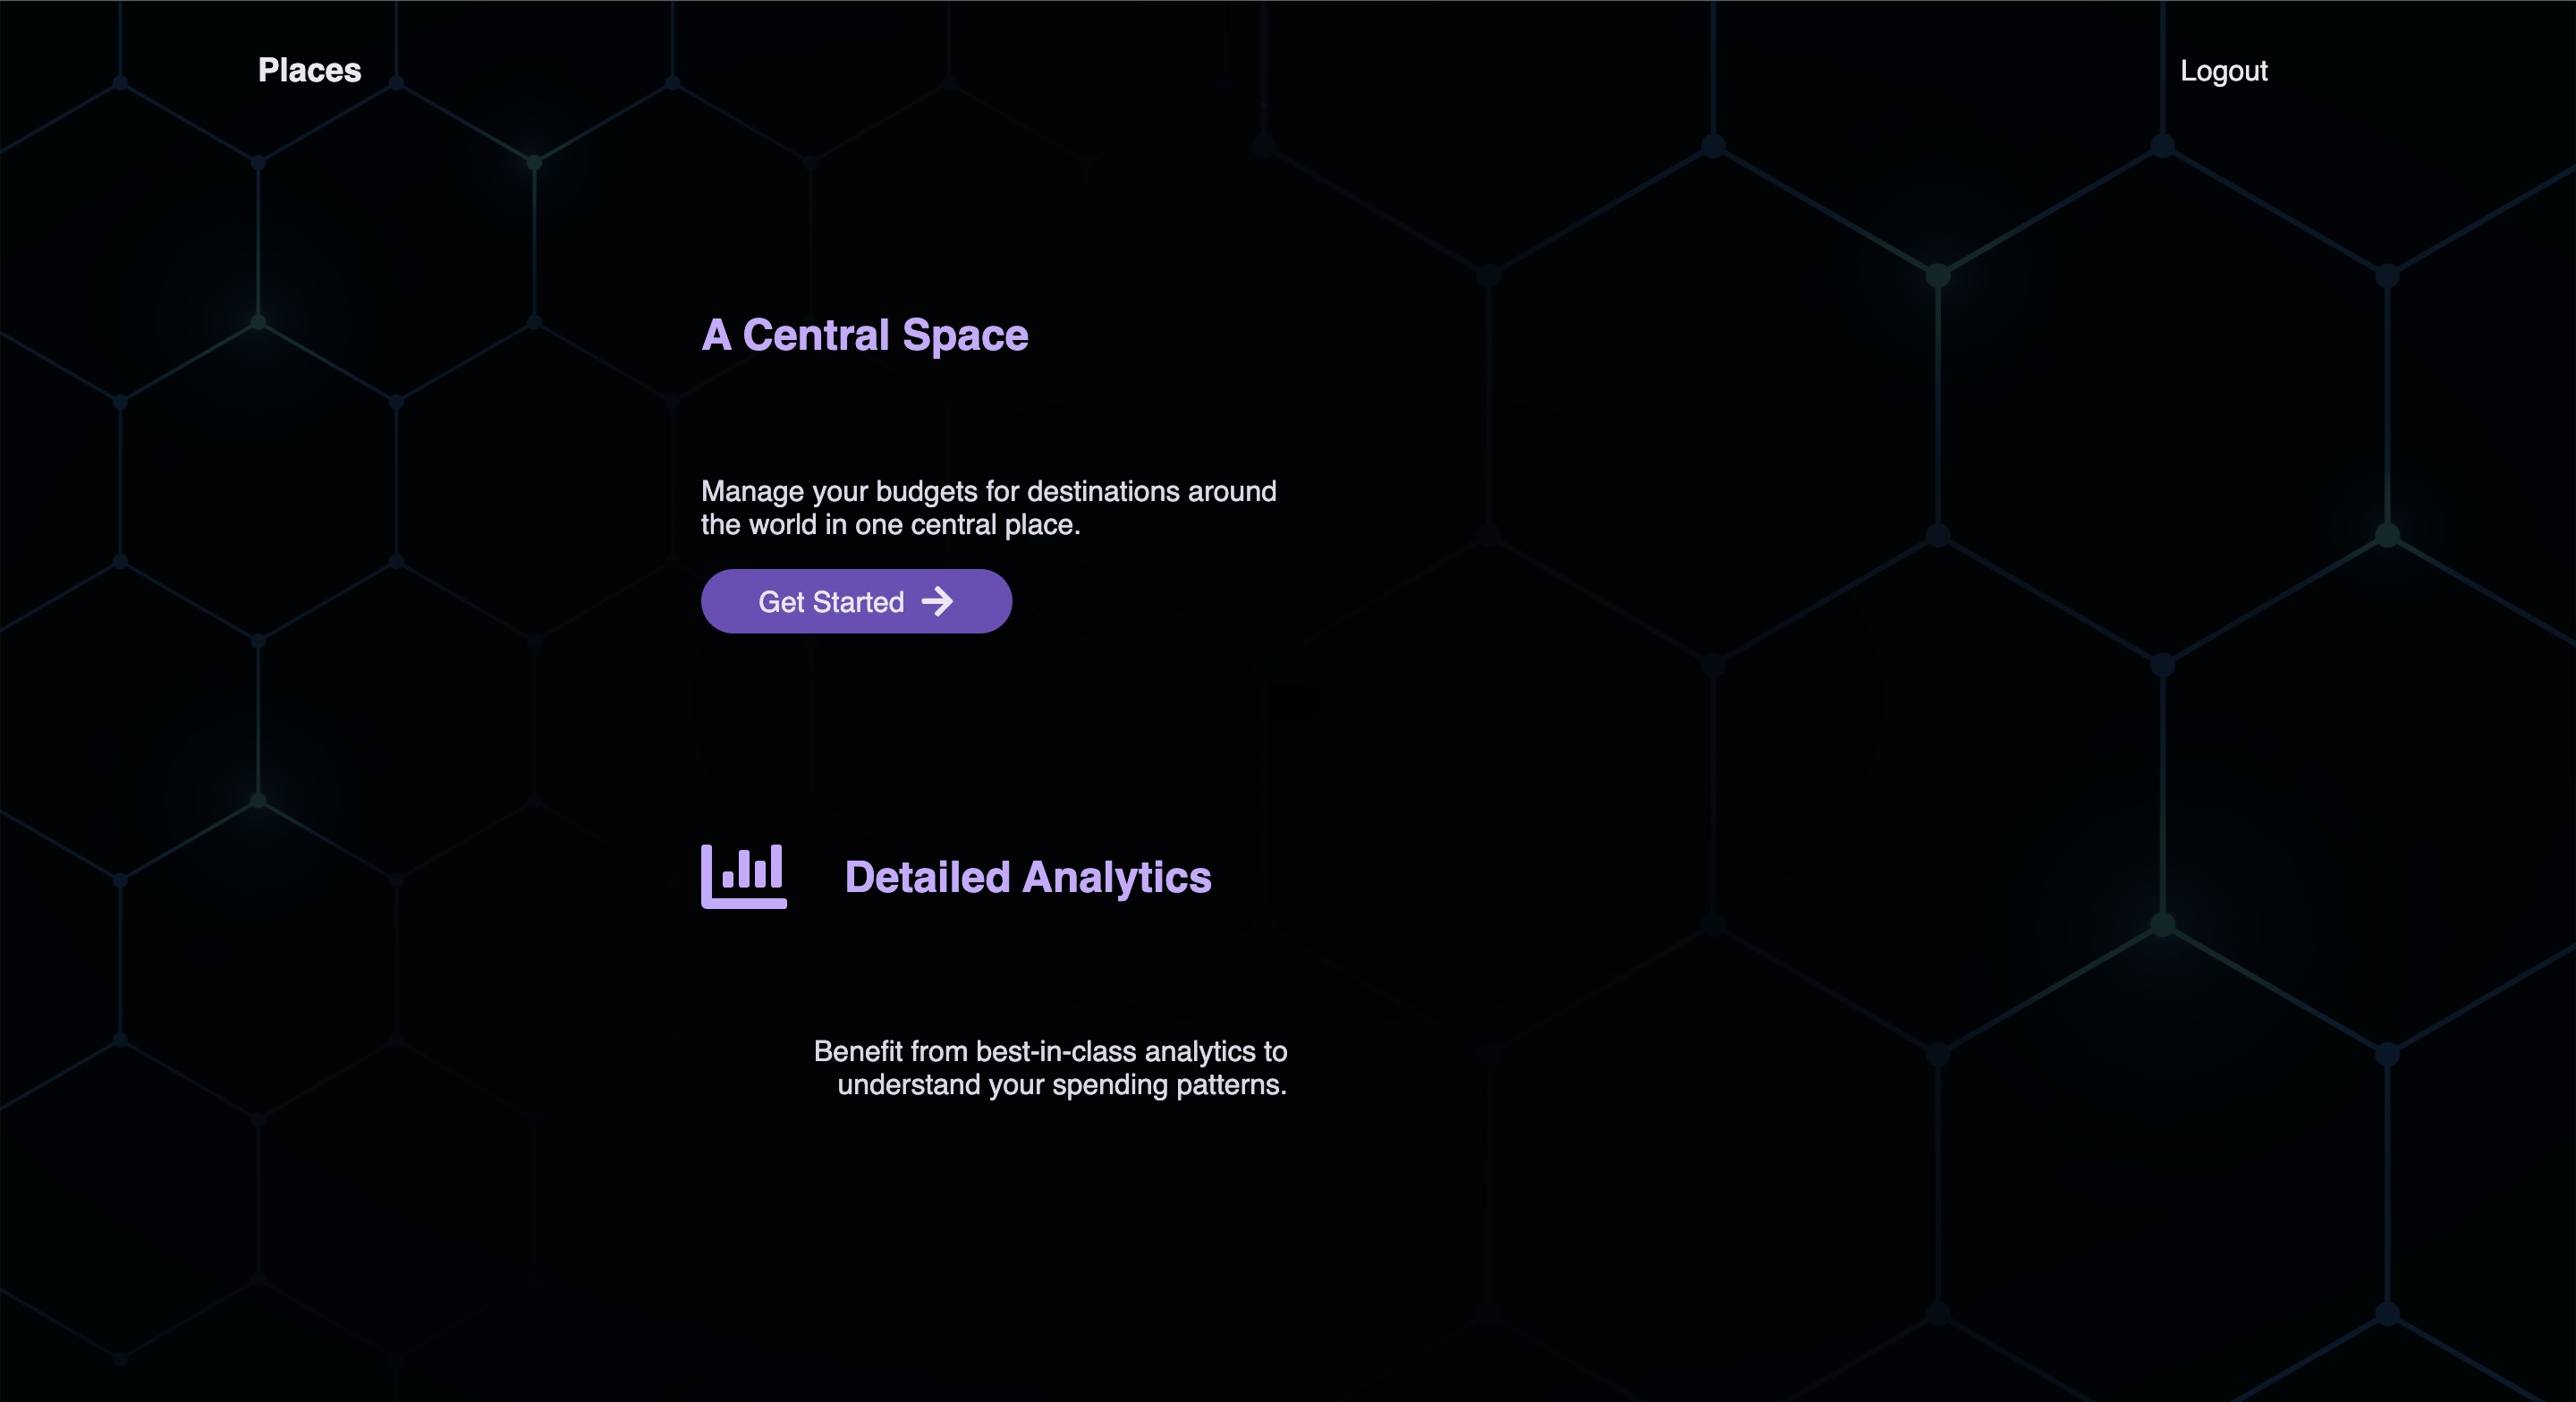 Places
Logout
A Central Space
Manage your budgets for destinations around
the world in one central place.
Get Started
Detailed Analytics
Benefit from best-in-class analytics to
understand your spending patterns.